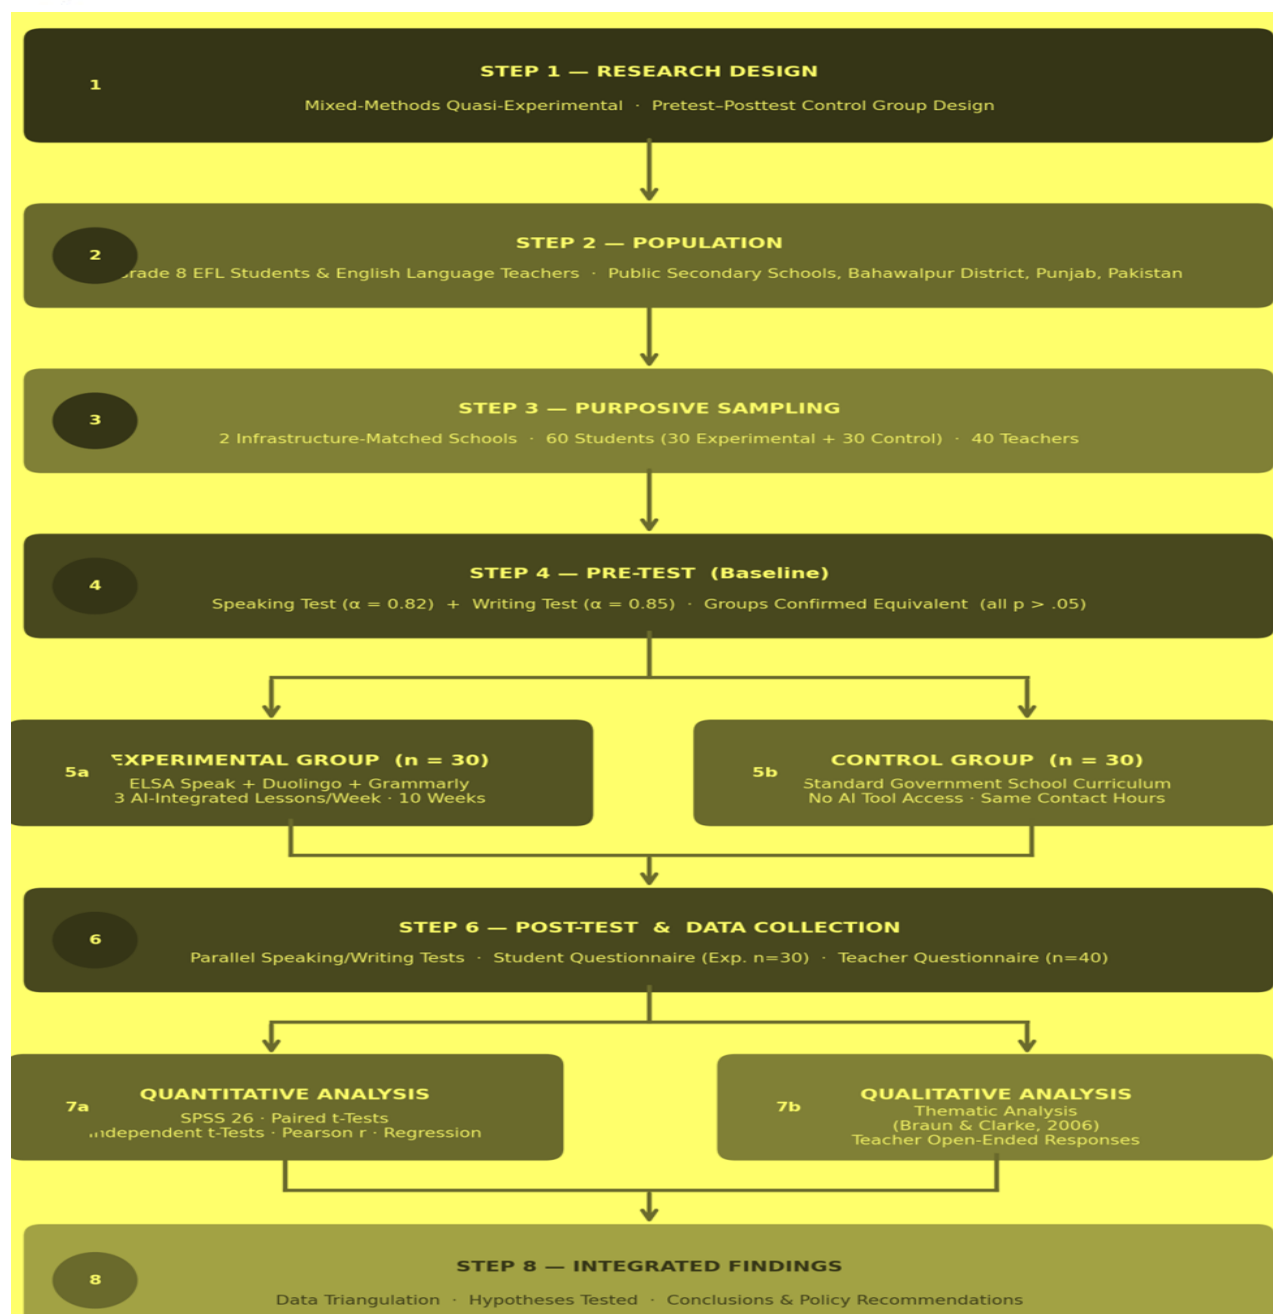 1
STEP 1 — RESEARCH DESIGN
Mixed-Methods Quasi-Experimental · Pretest–Posttest Control Group Design
2
STEP 2 — POPULATION
rade 8 EFL Students & English Language Teachers · Public Secondary Schools, Bahawalpur District, Punjab, Pakistan
3
STEP 3 — PURPOSIVE SAMPLING
2 Infrastructure-Matched Schools · 60 Students (30 Experimental + 30 Control) · 40 Teachers
4
STEP 4 — PRE-TEST (Baseline)
Speaking Test (α = 0.82) + Writing Test (α = 0.85) · Groups Confirmed Equivalent (all p > .05)
5a
EXPERIMENTAL GROUP (n = 30)
ELSA Speak + Duolingo + Grammarly
3 AI-Integrated Lessons/Week · 10 Weeks
5b
CONTROL GROUP (n = 30)
Standard Government School Curriculum
No AI Tool Access · Same Contact Hours
6
STEP 6 — POST-TEST & DATA COLLECTION
Parallel Speaking/Writing Tests · Student Questionnaire (Exp. n=30) · Teacher Questionnaire (n=40)
7a
QUANTITATIVE ANALYSIS
SPSS 26 · Paired t-Tests
Independent t-Tests · Pearson r · Regression
7b
QUALITATIVE ANALYSIS
Thematic Analysis
(Braun & Clarke, 2006)
Teacher Open-Ended Responses
8
STEP 8 — INTEGRATED FINDINGS
Data Triangulation · Hypotheses Tested · Conclusions & Policy Recommendations